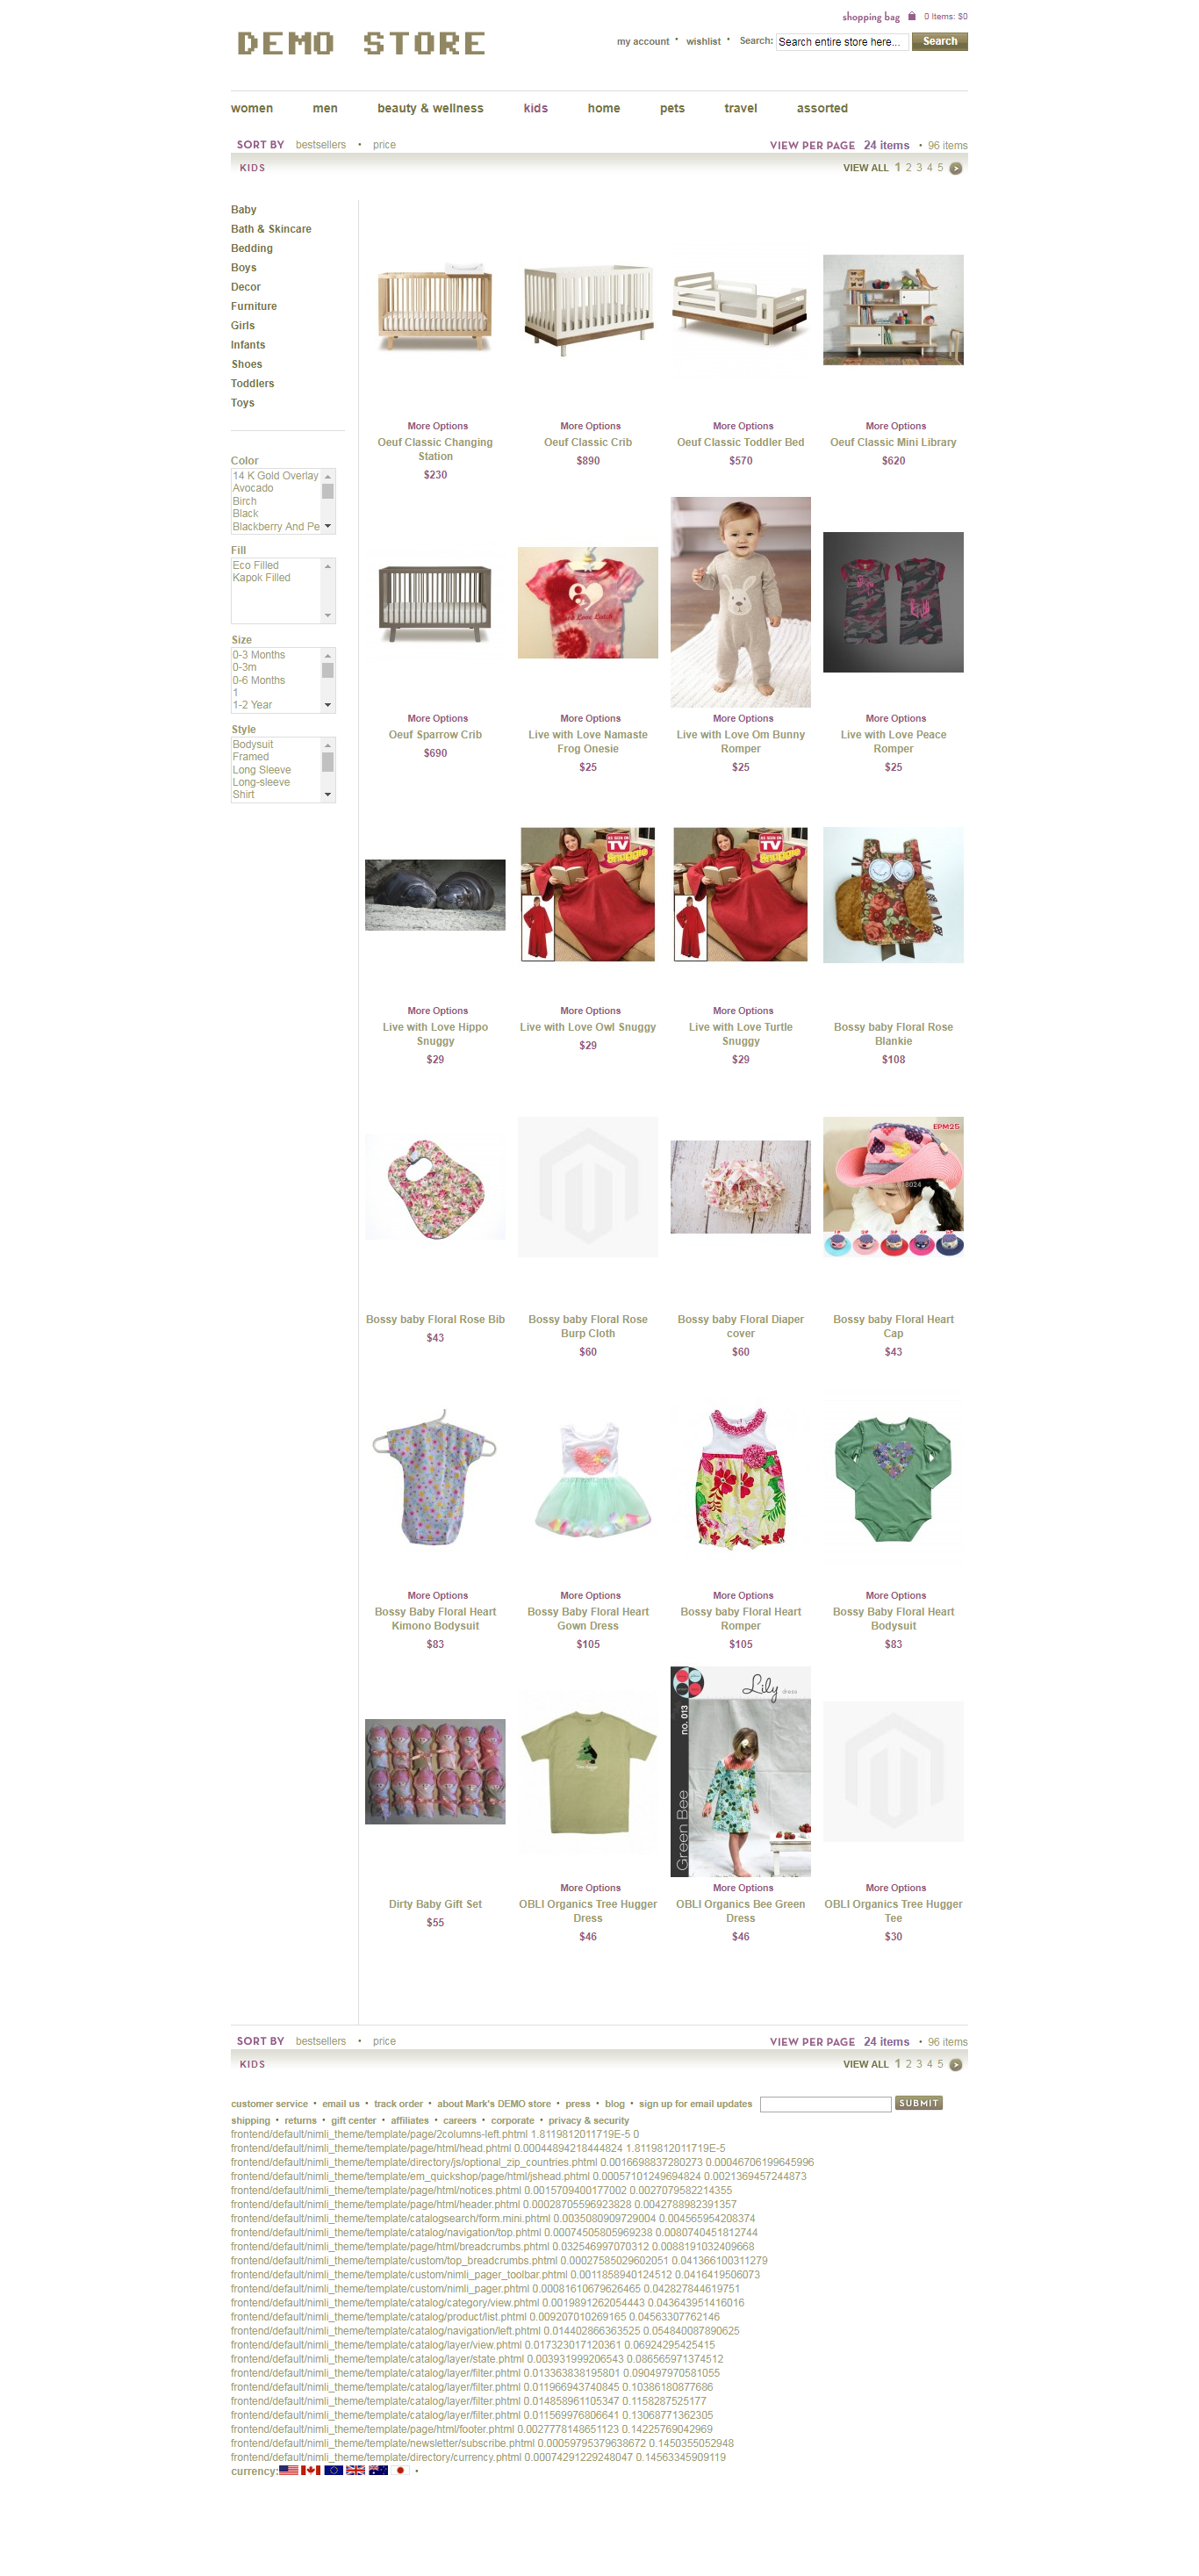 shopping bag 0 Items: $0
DEMO STORE
my account • wishlist • Search: Search entire store here... Search
women men beauty & wellness kids home pets travel assorted
SORT BY bestsellers • price VIEW PER PAGE 24 items • 96 items
KIDS VIEW ALL 1 2 3 4 5
Baby
Bath & Skincare
Bedding
Boys
Decor
Furniture
Girls
Infants
Shoes
Toddlers
Toys
Color
14 K Gold Overlay
Avocado
Birch
Black
Blackberry And Pe
Fill
Eco Filled
Kapok Filled
Size
0-3 Months
0-3m
0-6 Months
1
1-2 Year
Style
Bodysuit
Framed
Long Sleeve
Long-sleeve
Shirt
More Options More Options More Options More Options
Oeuf Classic Changing Oeuf Classic Crib Oeuf Classic Toddler Bed Oeuf Classic Mini Library
Station $890 $570 $620
$230
More Options More Options More Options More Options
Oeuf Sparrow Crib Live with Love Namaste Live with Love Om Bunny Live with Love Peace
$690 Frog Onesie Romper Romper
$25 $25 $25
TV
Snuggie
TV
Snuggie
More Options More Options More Options
Live with Love Hippo Live with Love Owl Snuggy Live with Love Turtle Bossy baby Floral Rose
Snuggy $29 Snuggy Blankie
$29 $29 $108
EPM25
Bossy baby Floral Rose Bib Bossy baby Floral Rose Bossy baby Floral Diaper Bossy baby Floral Heart
$43 Burp Cloth cover Cap
$60 $60 $43
More Options More Options More Options More Options
Bossy Baby Floral Heart Bossy Baby Floral Heart Bossy baby Floral Heart Bossy Baby Floral Heart
Kimono Bodysuit Gown Dress Romper Bodysuit
$83 $105 $105 $83
Lily dress
no. 013
Green Bee
More Options More Options More Options
Dirty Baby Gift Set OBLI Organics Tree Hugger OBLI Organics Bee Green OBLI Organics Tree Hugger
$55 Dress Dress Tee
$46 $46 $30
SORT BY bestsellers • price VIEW PER PAGE 24 items • 96 items
KIDS VIEW ALL 1 2 3 4 5
customer service • email us • track order • about Mark's DEMO store • press • blog • sign up for email updates SUBMIT
shipping • returns • gift center • affiliates • careers • corporate • privacy & security
frontend/default/nimli_theme/template/page/2columns-left.phtml 1.8119812011719E-5 0
frontend/default/nimli_theme/template/page/html/head.phtml 0.00044894218444824 1.8119812011719E-5
frontend/default/nimli_theme/template/directory/js/optional_zip_countries.phtml 0.0016698837280273 0.00046706199645996
frontend/default/nimli_theme/template/em_quickshop/page/html/jshead.phtml 0.00057101249694824 0.0021369457244873
frontend/default/nimli_theme/template/page/html/notices.phtml 0.0015709400177002 0.0027079582214355
frontend/default/nimli_theme/template/page/html/header.phtml 0.00028705596923828 0.0042788982391357
frontend/default/nimli_theme/template/catalogsearch/form.mini.phtml 0.0035080909729004 0.004565954208374
frontend/default/nimli_theme/template/catalog/navigation/top.phtml 0.00074505805969238 0.0080740451812744
frontend/default/nimli_theme/template/page/html/breadcrumbs.phtml 0.032546997070312 0.0088191032409668
frontend/default/nimli_theme/template/custom/top_breadcrumbs.phtml 0.00027585029602051 0.041366100311279
frontend/default/nimli_theme/template/custom/nimli_pager_toolbar.phtml 0.0011858940124512 0.0416419506073
frontend/default/nimli_theme/template/custom/nimli_pager.phtml 0.00081610679626465 0.042827844619751
frontend/default/nimli_theme/template/catalog/category/view.phtml 0.0019891262054443 0.043643951416016
frontend/default/nimli_theme/template/catalog/product/list.phtml 0.009207010269165 0.04563307762146
frontend/default/nimli_theme/template/catalog/navigation/left.phtml 0.014402866363525 0.054840087890625
frontend/default/nimli_theme/template/catalog/layer/view.phtml 0.017323017120361 0.06924295425415
frontend/default/nimli_theme/template/catalog/layer/state.phtml 0.003931999206543 0.086565971374512
frontend/default/nimli_theme/template/catalog/layer/filter.phtml 0.013363838195801 0.090497970581055
frontend/default/nimli_theme/template/catalog/layer/filter.phtml 0.011966943740845 0.10386180877686
frontend/default/nimli_theme/template/catalog/layer/filter.phtml 0.014858961105347 0.1158287525177
frontend/default/nimli_theme/template/catalog/layer/filter.phtml 0.011569976806641 0.13068771362305
frontend/default/nimli_theme/template/page/html/footer.phtml 0.0027778148651123 0.14225769042969
frontend/default/nimli_theme/template/newsletter/subscribe.phtml 0.00059795379638672 0.1450355052948
frontend/default/nimli_theme/template/directory/currency.phtml 0.00074291229248047 0.14563345909119
currency: •